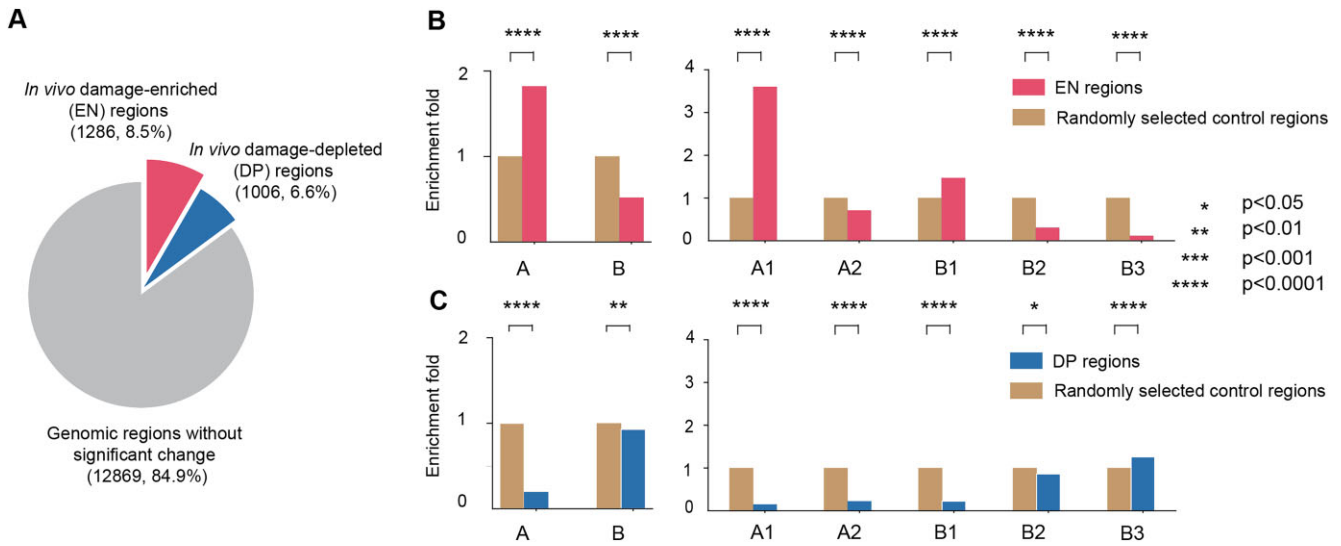 A
In vivo damage-enriched
(EN) regions
(1286, 8.5%)
In vivo damage-depleted
(DP) regions
(1006, 6.6%)
Genomic regions without
significant change
(12869, 84.9%)
B
**** ****
Enrichment fold
2
1
0
A B
**** **** **** **** ****
4
3
2
1
0
A1 A2 B1 B2 B3
EN regions
Randomly selected control regions
* p<0.05
** p<0.01
*** p<0.001
**** p<0.0001
C
**** **
Enrichment fold
2
1
0
A B
**** **** **** * ****
4
3
2
1
0
A1 A2 B1 B2 B3
DP regions
Randomly selected control regions